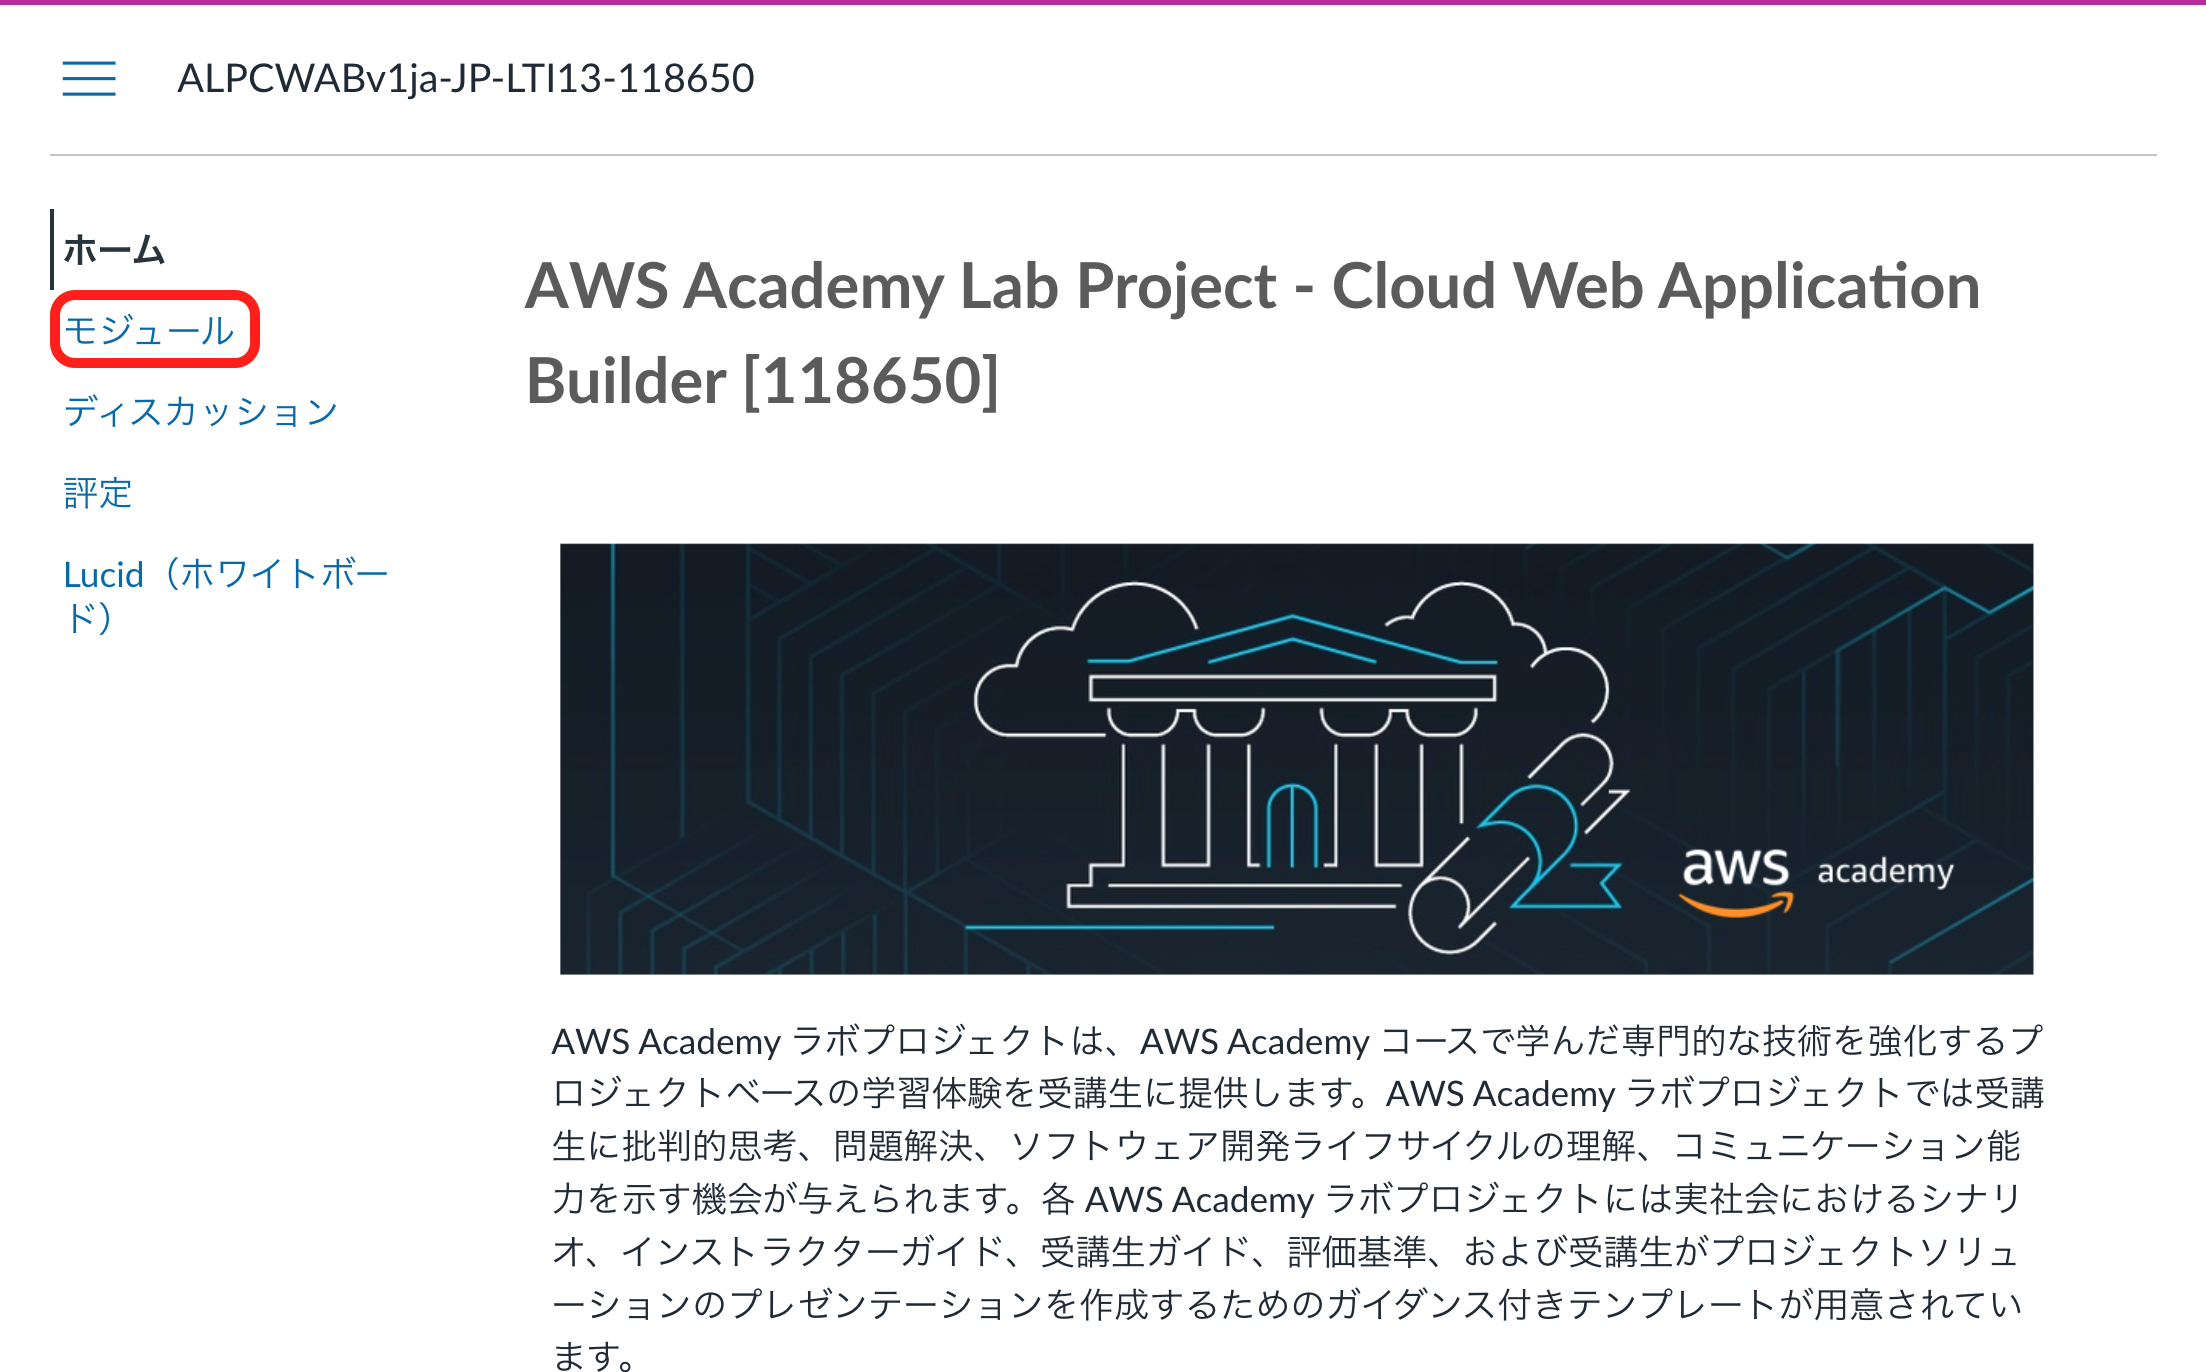 ALPCWABv1ja-JP-LTI13-118650
ホーム
モジュール
ディスカッション
評定
Lucid（ホワイトボー
ド）
AWS Academy Lab Project - Cloud Web Application
Builder [118650]
aws academy
AWS Academy ラボプロジェクトは、AWS Academy コースで学んだ専門的な技術を強化するプ
ロジェクトベースの学習体験を受講生に提供します。AWS Academy ラボプロジェクトでは受講
生に批判的思考、問題解決、ソフトウェア開発ライフサイクルの理解、コミュニケーション能
力を示す機会が与えられます。各 AWS Academy ラボプロジェクトには実社会におけるシナリ
オ、インストラクターガイド、受講生ガイド、評価基準、および受講生がプロジェクトソリュ
ーションのプレゼンテーションを作成するためのガイダンス付きテンプレートが用意されてい
ます。